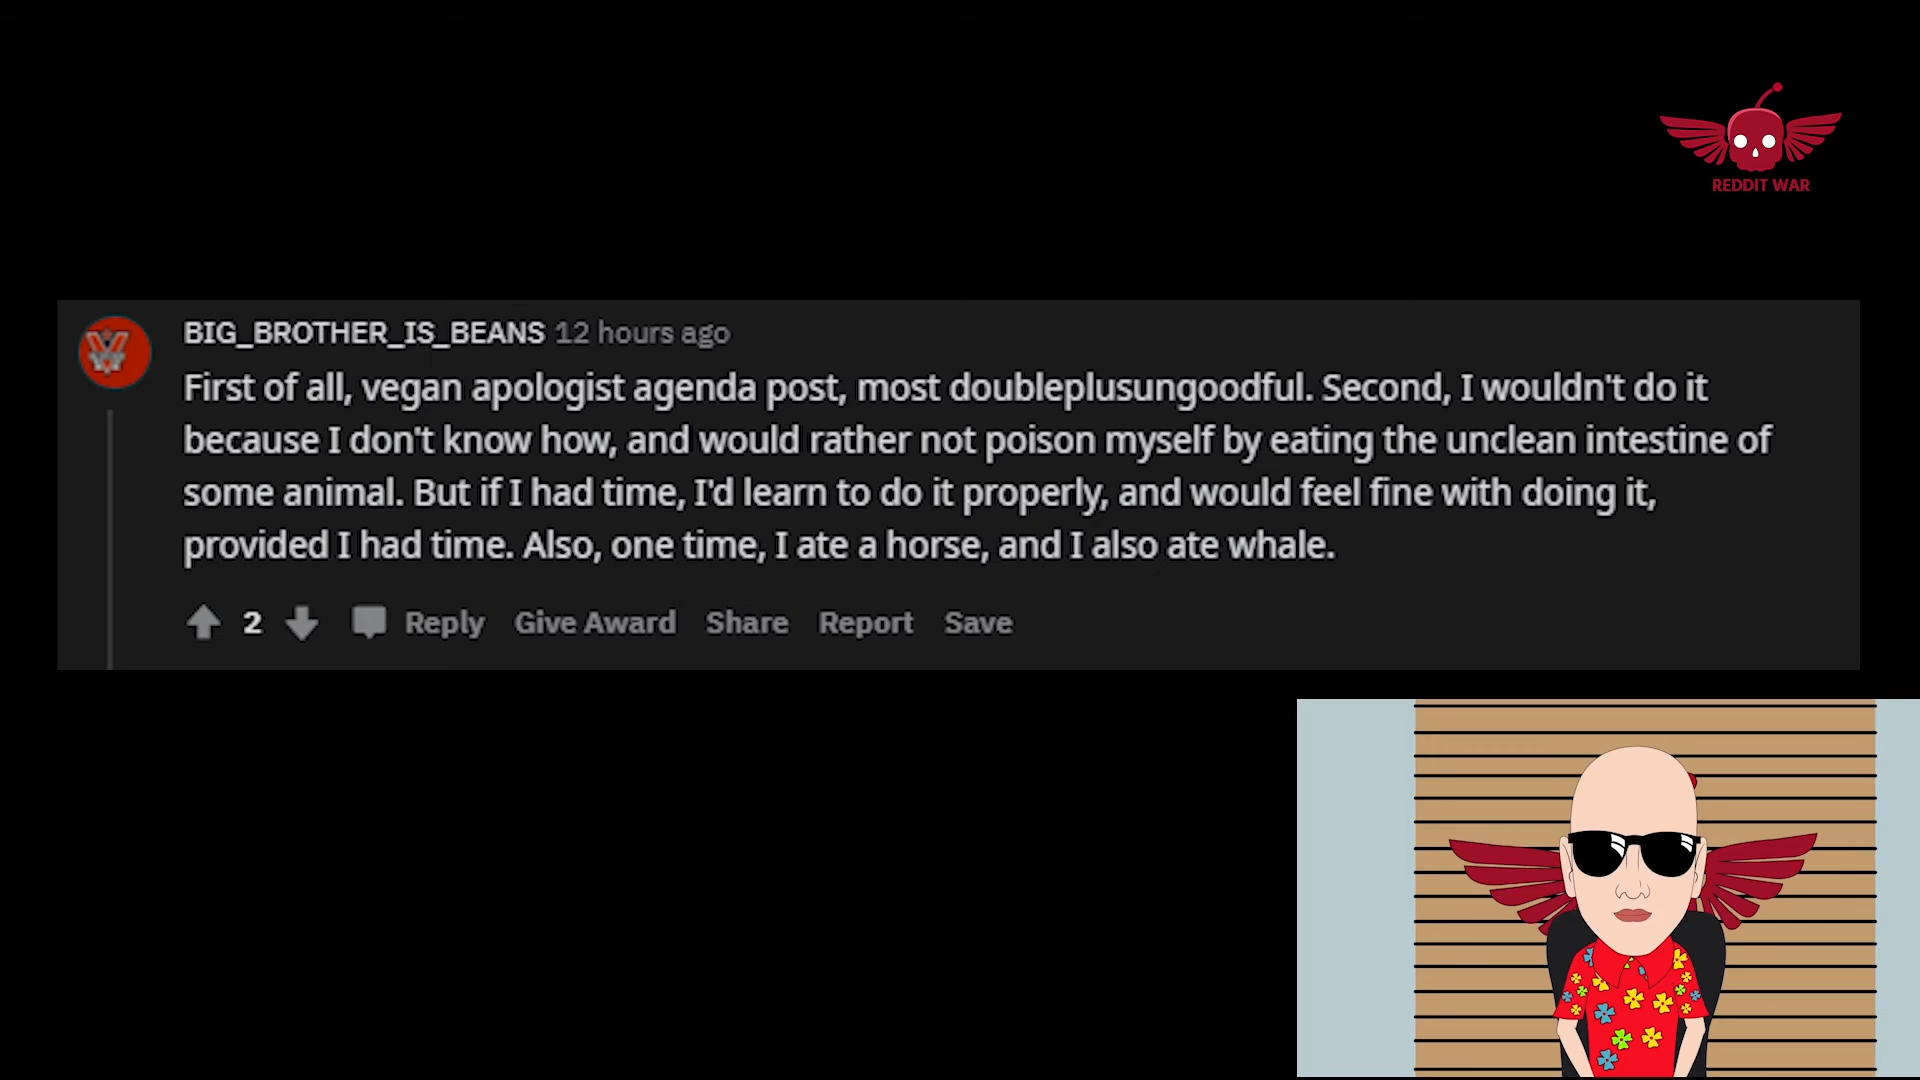 REDDIT WAR
BIG_BROTHER_IS_BEANS 12 hours ago
First of all, vegan apologist agenda post, most doubleplusungoodful. Second, I wouldn't do it
because I don't know how, and would rather not poison myself by eating the unclean intestine of
some animal. But if I had time, I'd learn to do it properly, and would feel fine with doing it,
provided I had time. Also, one time, I ate a horse, and I also ate whale.
2 Reply Give Award Share Report Save